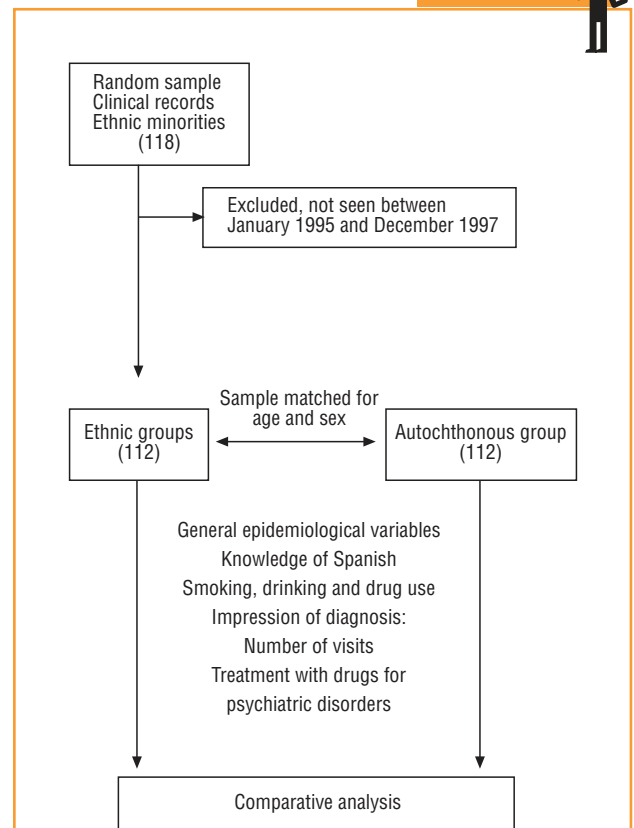 Random sample
Clinical records
Ethnic minorities
(118)
Excluded, not seen between
January 1995 and December 1997
Sample matched for
age and sex
Ethnic groups
(112)
Autochthonous group
(112)
General epidemiological variables
Knowledge of Spanish
Smoking, drinking and drug use
Impression of diagnosis:
Number of visits
Treatment with drugs for
psychiatric disorders
Comparative analysis